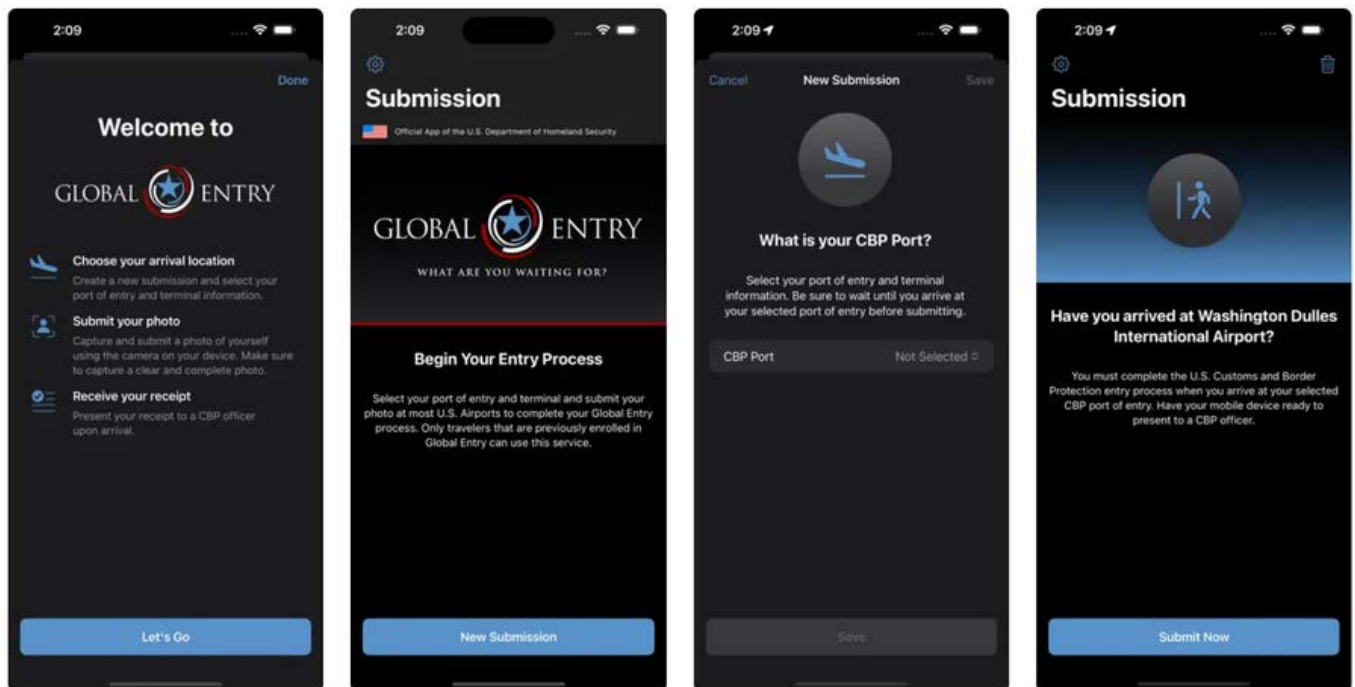 2:09
Done
Welcome to
GLOBAL ENTRY
Choose your arrival location
Create a new submission and select your
port of entry and terminal information.
Submit your photo
Capture and submit a photo of yourself
using the camera on your device. Make sure
to capture a clear and complete photo.
Receive your receipt
Present your receipt to a CBP officer
upon arrival.
Let's Go
2:09
Submission
Official App of the U.S. Department of Homeland Security
GLOBAL ENTRY
WHAT ARE YOU WAITING FOR?
Begin Your Entry Process
Select your port of entry and terminal and submit your
photo at most U.S. Airports to complete your Global Entry
process. Only travelers that are previously enrolled in
Global Entry can use this service.
New Submission
2:09
Cancel New Submission Save
What is your CBP Port?
Select your port of entry and terminal
information. Be sure to wait until you arrive at
your selected port of entry before submitting.
CBP Port Not Selected
Save
2:09
Submission
Have you arrived at Washington Dulles
International Airport?
You must complete the U.S. Customs and Border
Protection entry process when you arrive at your selected
CBP port of entry. Have your mobile device ready to
present to a CBP officer.
Submit Now